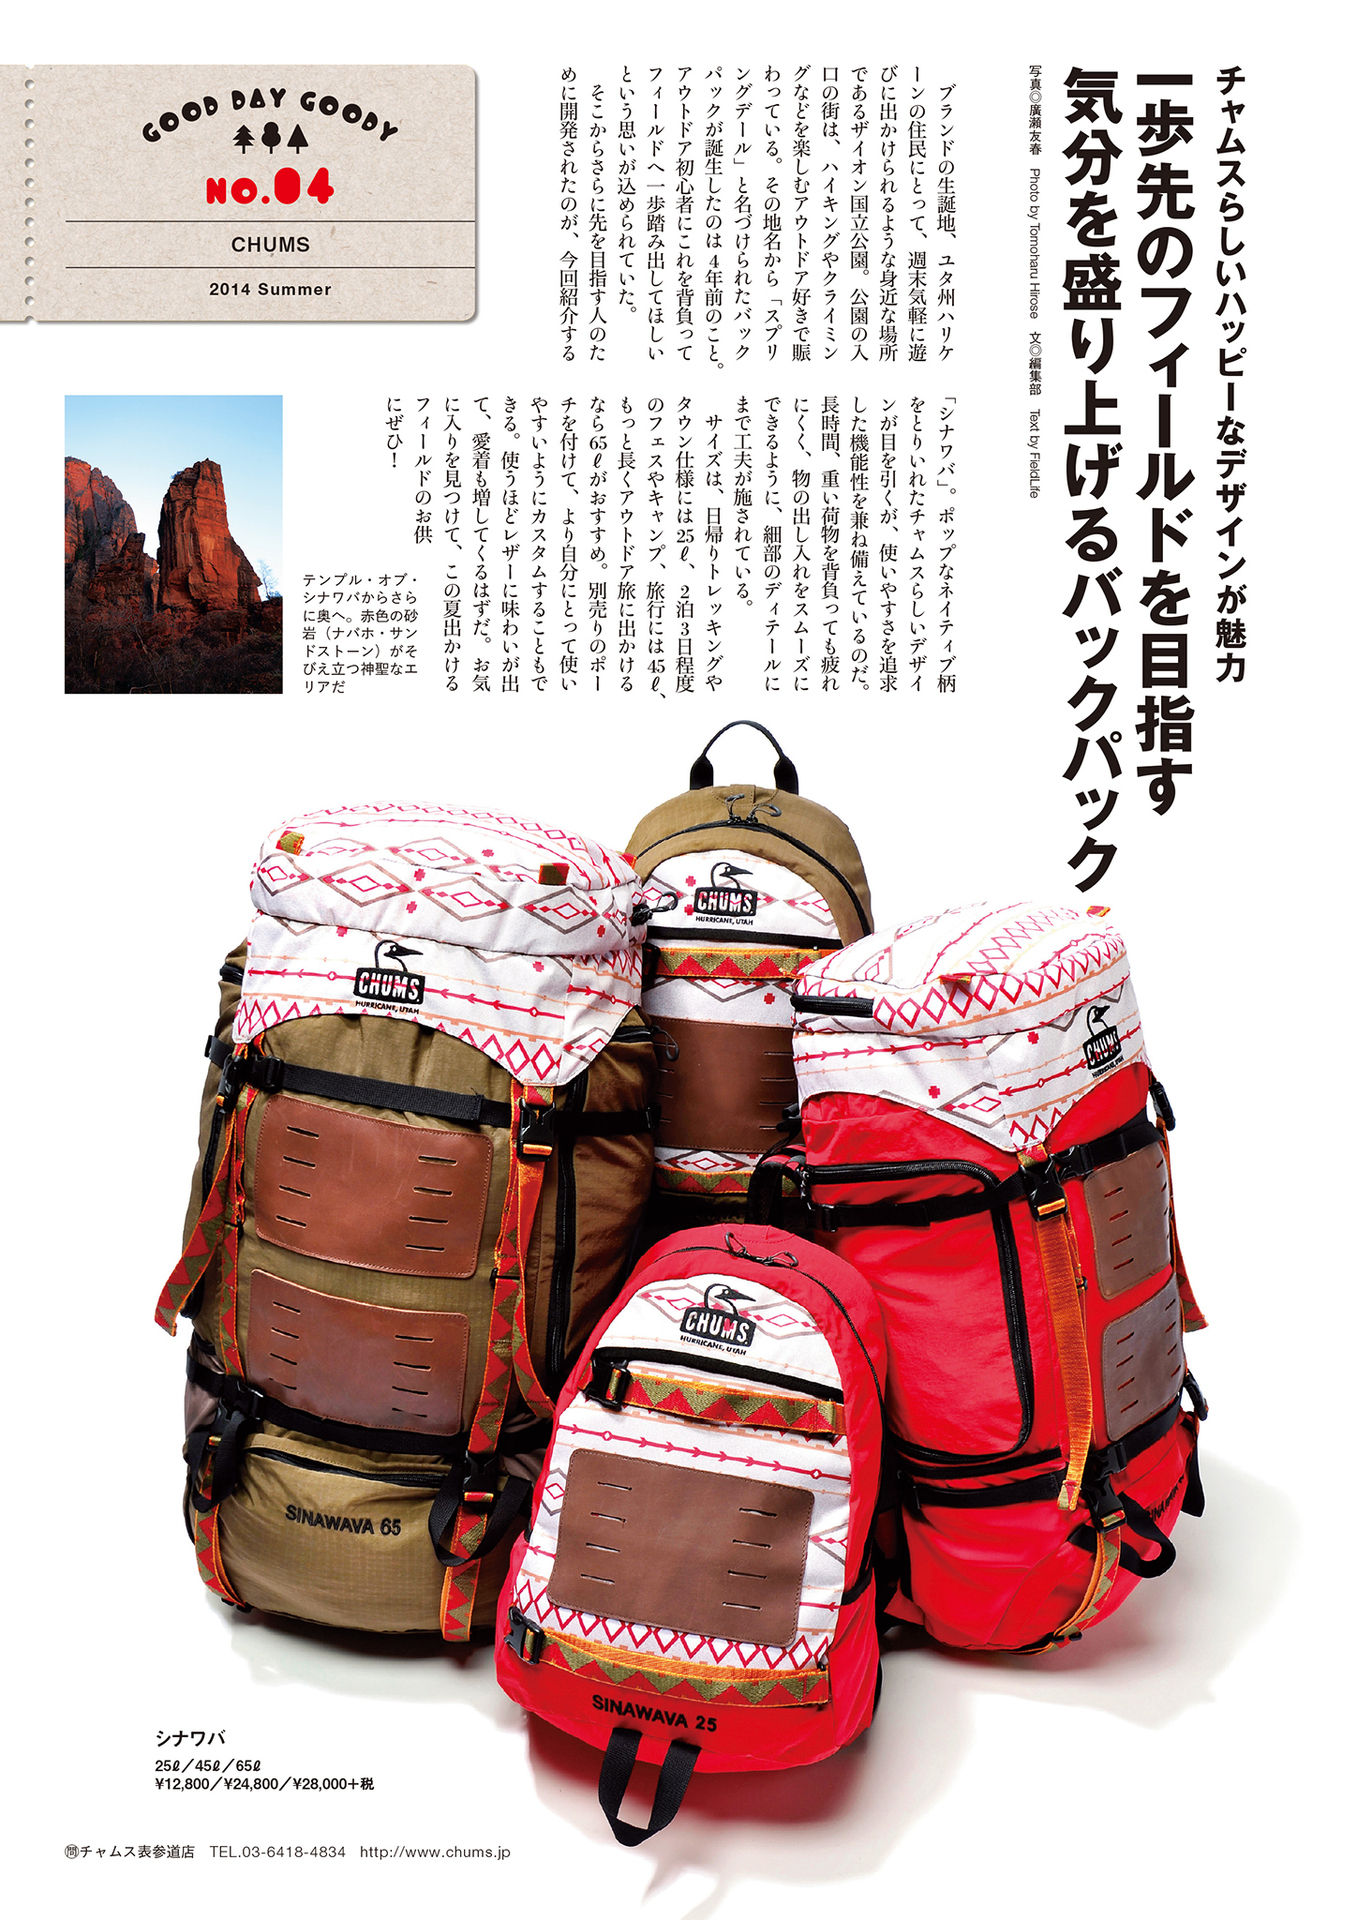 GOOD DAY GOODY
NO.04
CHUMS
2014 Summer
チャムスらしいハッピーなデザインが魅力
一歩先のフィールドを目指す
気分を盛り上げるバックパック
写真◎廣瀬友春 Photo by Tomoharu Hirose 文◎編集部 Text by FieldLife
ブランドの生誕地、ユタ州ハリケ
ーンの住民にとって、週末気軽に遊
びに出かけられるような身近な場所
であるザイオン国立公園。公園の入
口の街は、ハイキングやクライミン
グなどを楽しむアウトドア好きで賑
わっている。その地名から「スプリ
ングデール」と名づけられたバック
パックが誕生したのは4年前のこと。
アウトドア初心者にこれを背負って
フィールドへ一歩踏み出してほしい
という思いが込められていた。
そこからさらに先を目指す人のた
めに開発されたのが、今回紹介する
「シナワバ」。ポップなネイティブ柄
をとりいれたチャムスらしいデザイ
ンが目を引くが、使いやすさを追求
した機能性を兼ね備えているのだ。
長時間、重い荷物を背負っても疲れ
にくく、物の出し入れをスムーズに
できるように、細部のディテールに
まで工夫が施されている。
サイズは、日帰りトレッキングや
タウン仕様には25ℓ、2泊3日程度
のフェスやキャンプ、旅行には45ℓ、
もっと長くアウトドア旅に出かける
なら65ℓがおすすめ。別売りのポー
チを付けて、より自分にとって使い
やすいようにカスタムすることもで
きる。使うほどレザーに味わいが出
て、愛着も増してくるはずだ。お気
に入りを見つけて、この夏出かける
フィールドのお供
にぜひ！
テンプル・オブ・
シナワバからさら
に奥へ。赤色の砂
岩（ナバホ・サン
ドストーン）がそ
びえ立つ神聖なエ
リアだ
CHUMS
HURRICANE, UTAH
CHUMS
HURRICANE, UTAH
CHUMS
HURRICANE, UTAH
CHUMS
HURRICANE, UTAH
SINAWAVA 65
SINAWAVA 25
シナワバ
25ℓ／45ℓ／65ℓ
¥12,800／¥24,800／¥28,000+税
㉄チャムス表参道店 TEL.03-6418-4834 http://www.chums.jp